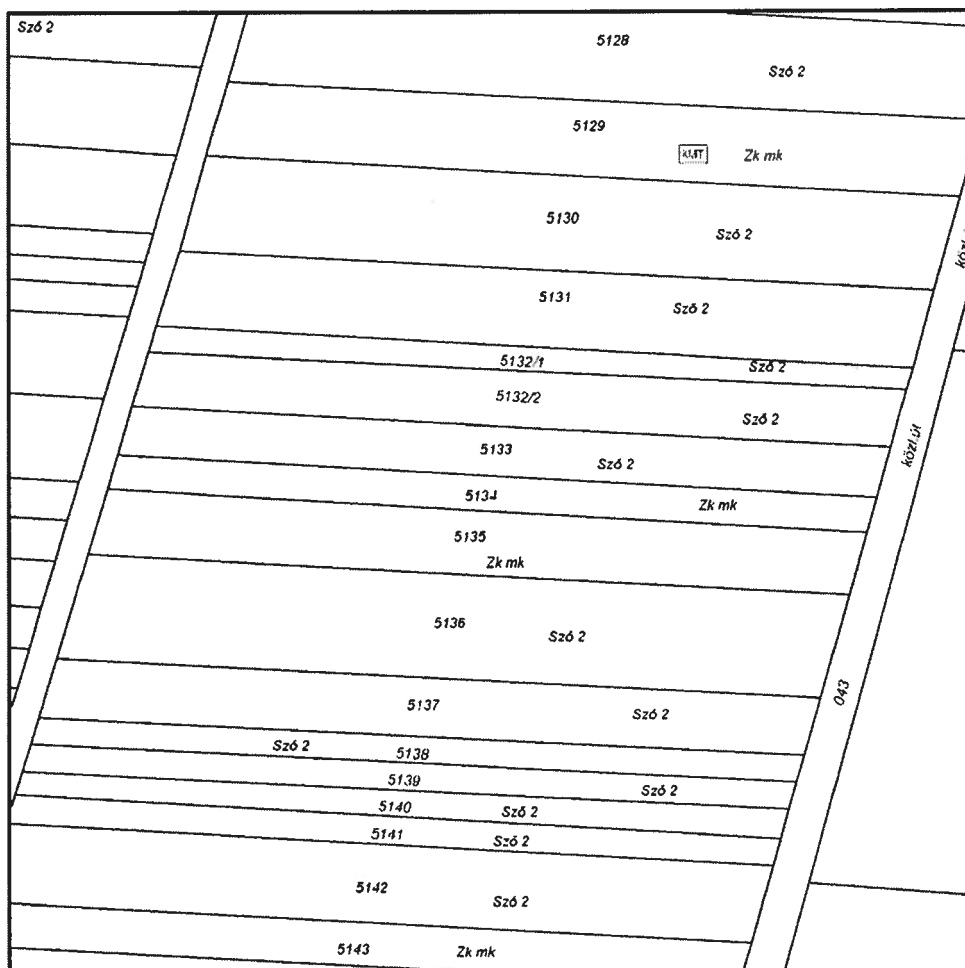 Szó 2
5128
Szó 2
5129
Zk mk
5130
Szó 2
5131
Szó 2
közl.
5132/1
Szó 2
5132/2
Szó 2
5133
Szó 2
közl.út
5134
Zk mk
5135
Zk mk
5136
Szó 2
043
5137
Szó 2
Szó 2 5138
5139
Szó 2
5140
Szó 2
5141
Szó 2
5142
Szó 2
5143
Zk mk